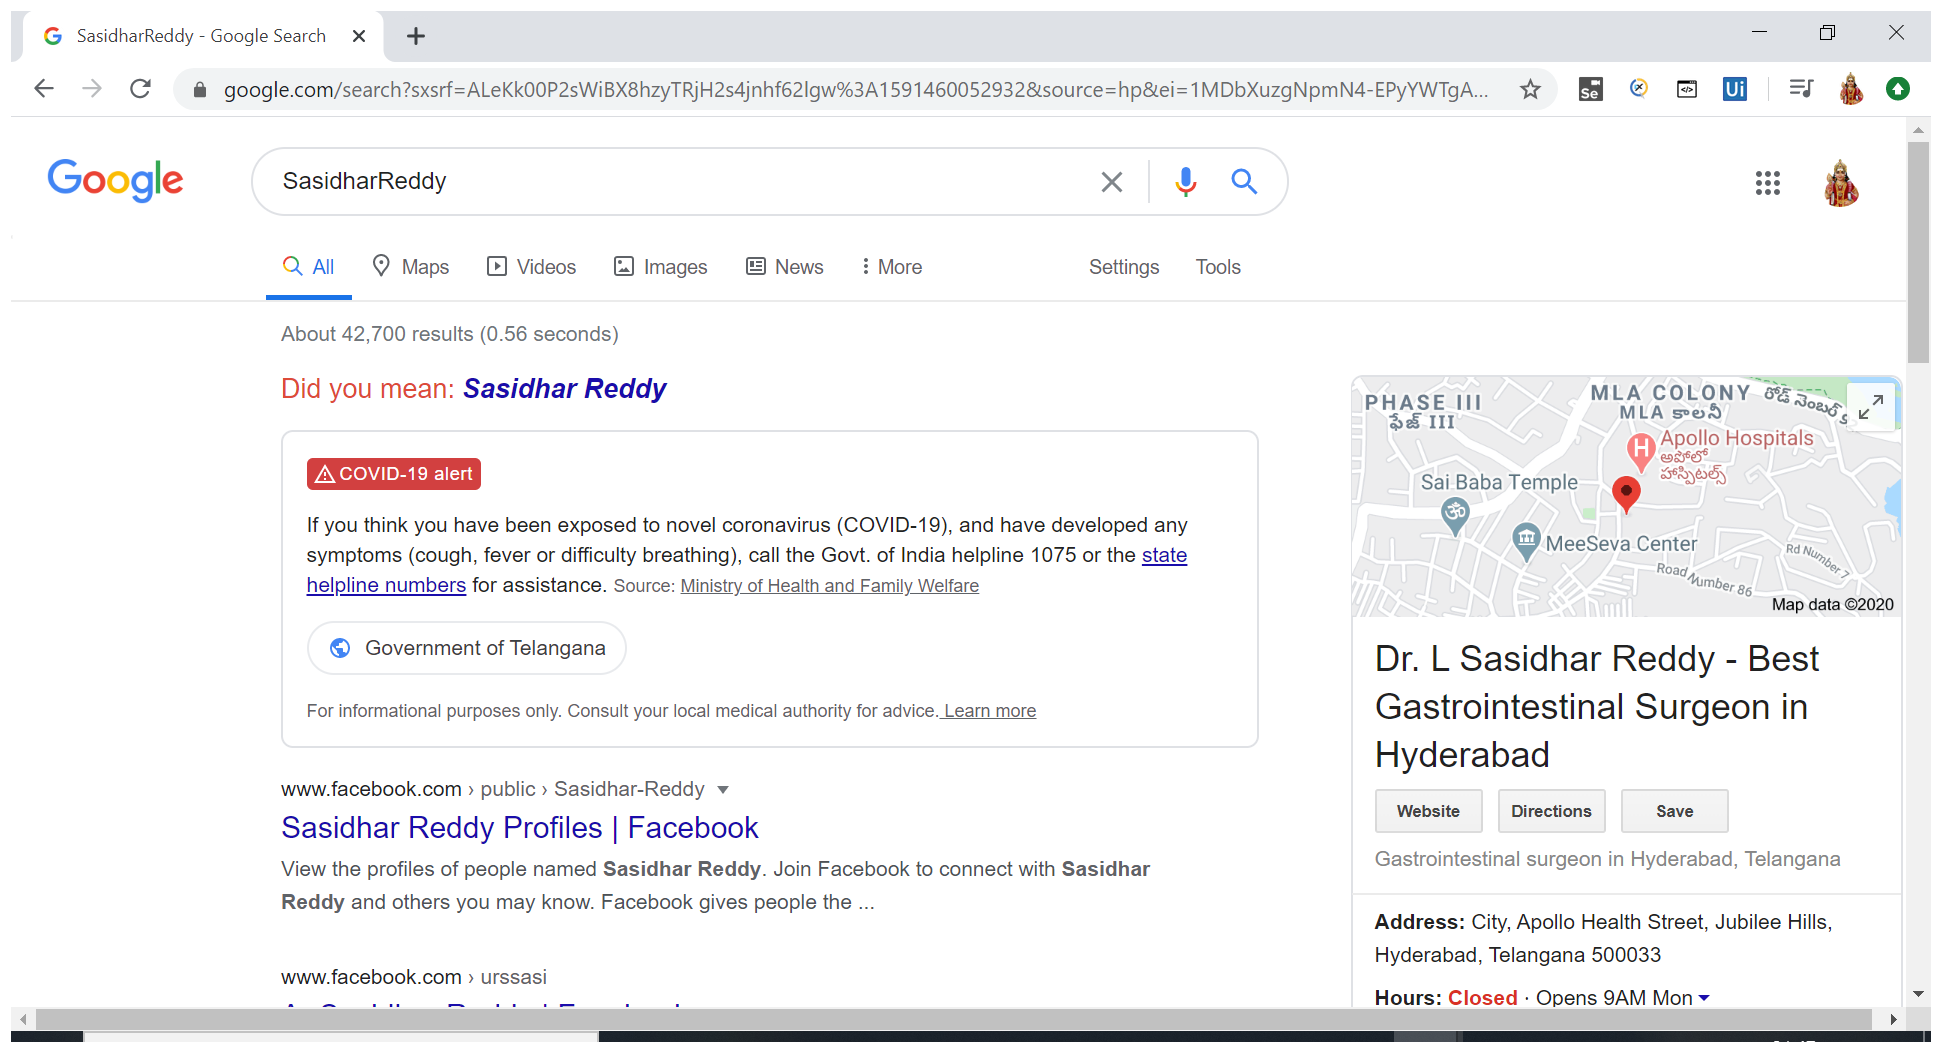 SasidharReddy - Google Search
google.com/search?sxsrf=ALeKk00P2sWiBX8hzyTRjH2s4jnhf62lgw%3A1591460052932&source=hp&ei=1MDbXuzgNpmN4-EPyYWTgA...
Se
</>
Ui
Google
SasidharReddy
All
Maps
Videos
Images
News
More
Settings
Tools
About 42,700 results (0.56 seconds)
Did you mean: Sasidhar Reddy
COVID-19 alert
If you think you have been exposed to novel coronavirus (COVID-19), and have developed any
symptoms (cough, fever or difficulty breathing), call the Govt. of India helpline 1075 or the state
helpline numbers for assistance. Source: Ministry of Health and Family Welfare
Government of Telangana
For informational purposes only. Consult your local medical authority for advice. Learn more
www.facebook.com › public › Sasidhar-Reddy
Sasidhar Reddy Profiles | Facebook
View the profiles of people named Sasidhar Reddy. Join Facebook to connect with Sasidhar
Reddy and others you may know. Facebook gives people the ...
www.facebook.com › urssasi
PHASE III
ఫేజ్ III
MLA COLONY
MLA కాలనీ
రోడ్ నెంబర్
H
Apollo Hospitals
అపోలో
హాస్పిటల్స్
Sai Baba Temple
ॐ
MeeSeva Center
Rd Number 7
Road Number 86
Map data ©2020
Dr. L Sasidhar Reddy - Best
Gastrointestinal Surgeon in
Hyderabad
Website
Directions
Save
Gastrointestinal surgeon in Hyderabad, Telangana
Address: City, Apollo Health Street, Jubilee Hills,
Hyderabad, Telangana 500033
Hours: Closed · Opens 9AM Mon